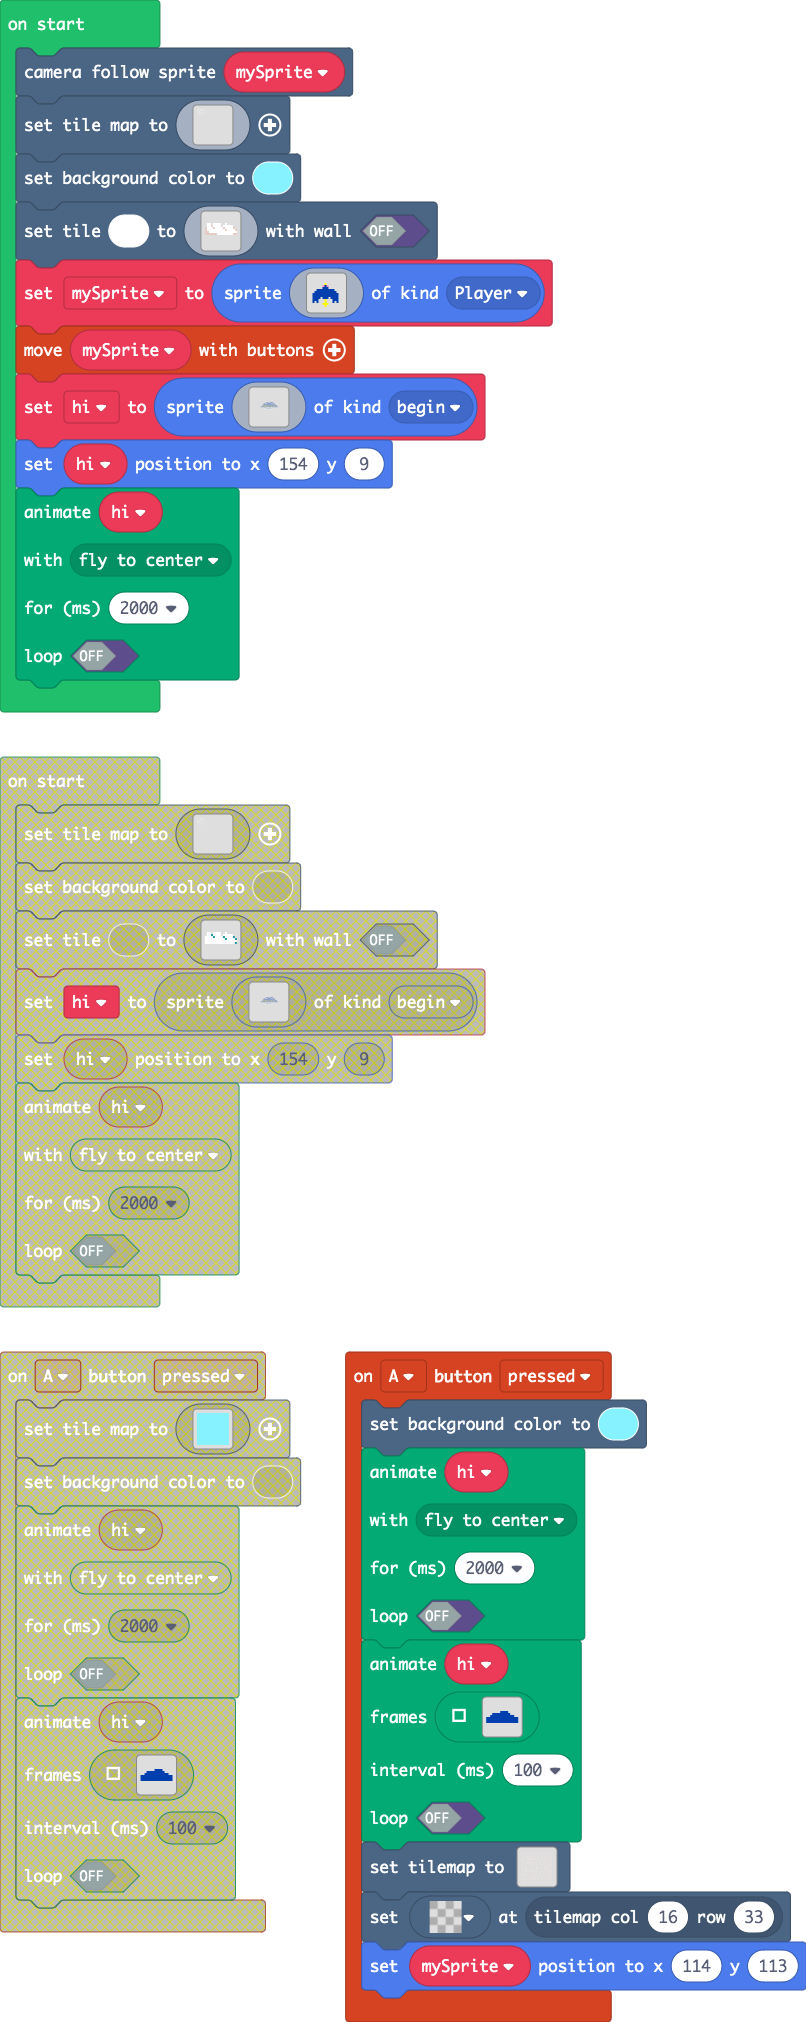 on start
camera follow sprite mySprite
set tile map to
set background color to
set tile to with wall OFF
set mySprite to sprite of kind Player
move mySprite with buttons
set hi to sprite of kind begin
set hi position to x 154 y 9
animate hi
with fly to center
for (ms) 2000
loop OFF
on start
set tile map to
set background color to
set tile to with wall OFF
set hi to sprite of kind begin
set hi position to x 154 y 9
animate hi
with fly to center
for (ms) 2000
loop OFF
on A button pressed
set tile map to
set background color to
animate hi
with fly to center
for (ms) 2000
loop OFF
animate hi
frames
interval (ms) 100
loop OFF
on A button pressed
set background color to
animate hi
with fly to center
for (ms) 2000
loop OFF
animate hi
frames
interval (ms) 100
loop OFF
set tilemap to
set at tilemap col 16 row 33
set mySprite position to x 114 y 113